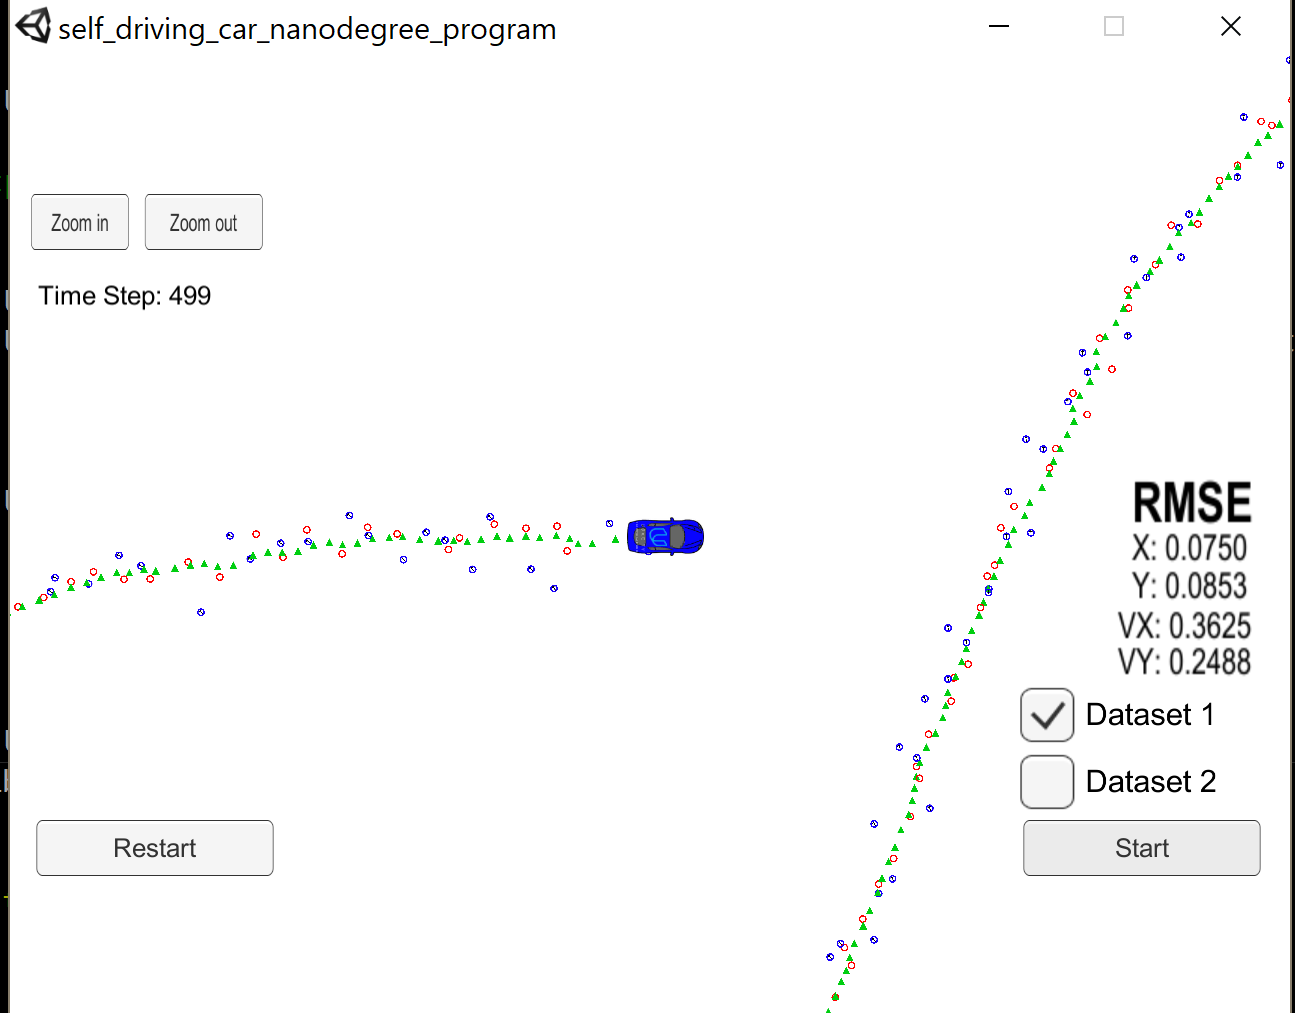 self_driving_car_nanodegree_program
Zoom in
Zoom out
Time Step: 499
RMSE
X: 0.0750
Y: 0.0853
VX: 0.3625
VY: 0.2488
Dataset 1
Dataset 2
Restart
Start